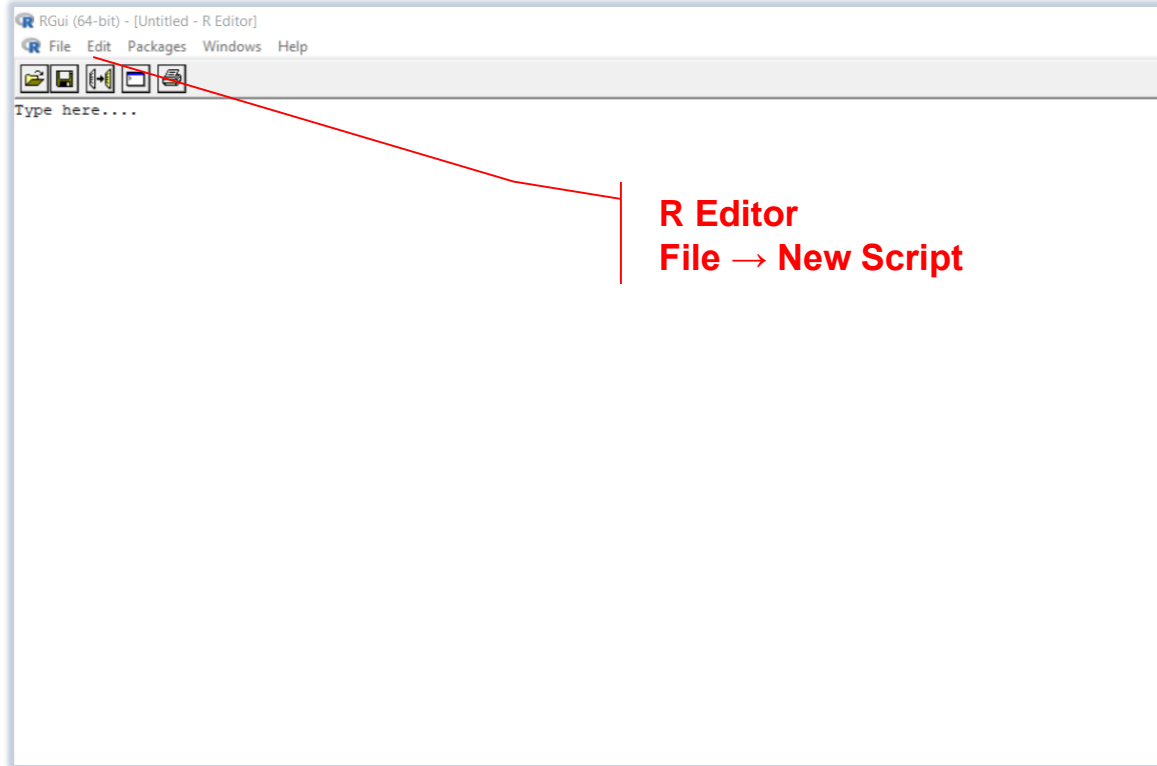 RGui (64-bit) - [Untitled - R Editor]
File Edit Packages Windows Help
Type here....
R Editor
File → New Script